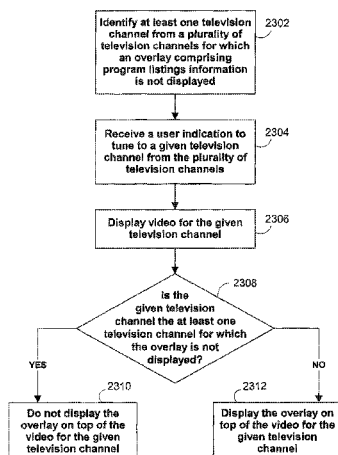 Identify at least one television
channel from a plurality of
television channels for which
an overlay comprising
program listings information
is not displayed
2302
Receive a user indication to
tune to a given television
channel from the plurality of
television channels
2304
Display video for the given
television channel
2306
2308
Is the
given television
channel the at least one
television channel for which
the overlay is not
displayed?
YES
NO
2310
Do not display the
overlay on top of the
video for the given
television channel
2312
Display the overlay on
top of the video for the
given television
channel